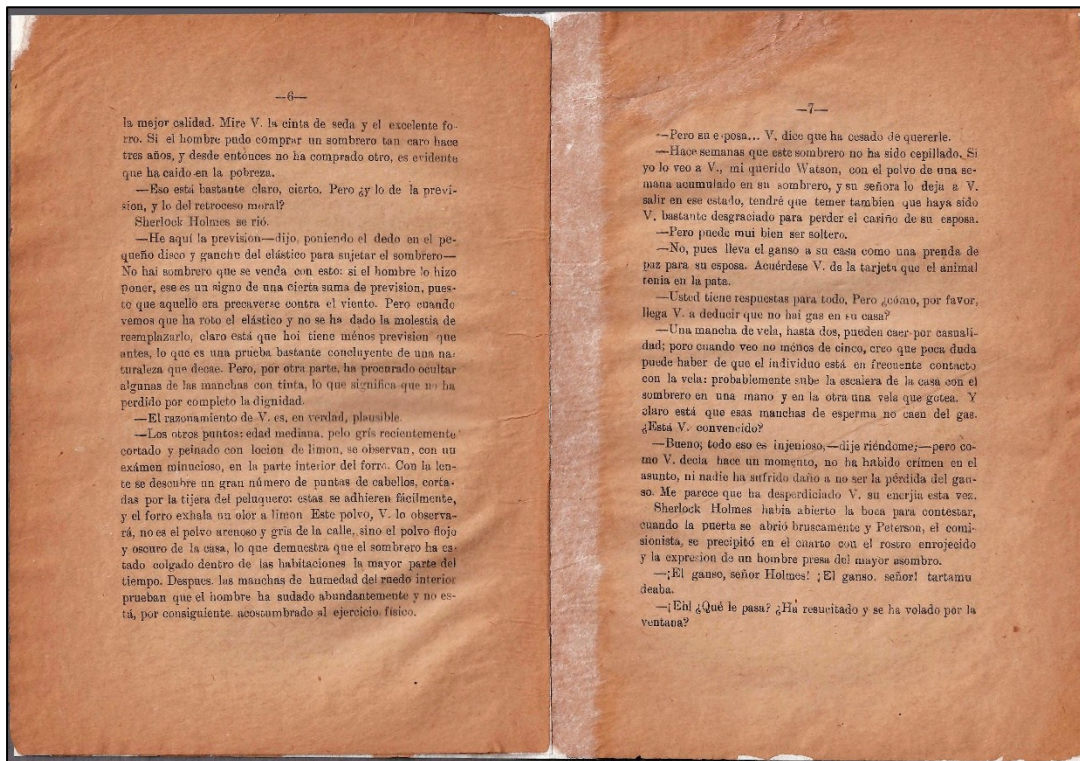 —6—
la mejor calidad. Mire V. la cinta de seda y el excelente fo-
rro. Si el hombre pudo comprar un sombrero tan caro hace
tres años, y desde entónces no ha comprado otro, es evidente
que ha caido en la pobreza.
—Eso está bastante claro, cierto. Pero ¿y lo de la previ-
sion, y lo del retroceso moral?
Sherlock Holmes se rió.
—He aquí la prevision—dijo, poniendo el dedo en el pe-
queño disco y gancho del elástico para sujetar el sombrero—
No hai sombrero que se venda con esto: si el hombre lo hizo
poner, ese es un signo de una cierta suma de prevision, pues-
to que aquello era precaverse contra el viento. Pero cuando
vemos que ha roto el elástico y no se ha dado la molestia de
reemplazarlo, claro está que hoi tiene ménos prevision que
antes, lo que es una prueba bastante concluyente de una na-
turaleza que decae. Pero, por otra parte, ha procurado ocultar
algunas de las manchas con tinta, lo que significa que no ha
perdido por completo la dignidad.
—El razonamiento de V. es, en verdad, plausible.
—Los otros puntos: edad mediana, pelo gris recientemente
cortado y peinado con locion de limon, se observan, con un
exámen minucioso, en la parte interior del forro. Con la len-
te se descubre un gran número de puntas de cabellos, corta-
das por la tijera del peluquero: estas se adhieren fácilmente,
y el forro exhala un olor a limon Este polvo, V. lo observa-
rá, no es el polvo arenoso y gris de la calle, sino el polvo flojo
y oscuro de la casa, lo que demuestra que el sombrero ha es-
tado colgado dentro de las habitaciones la mayor parte del
tiempo. Despues. las manchas de humedad del ruedo interior
prueban que el hombre ha sudado abundantemente y no es-
tá, por consiguiente. acostumbrado al ejercicio físico.
—7—
—Pero su e posa... V. dice que ha cesado de quererle.
—Hace semanas que este sombrero no ha sido cepillado. Si
yo lo veo a V., mi querido Watson, con el polvo de una se-
mana acumulado en su sombrero, y su señora lo deja a V.
salir en ese estado, tendré que temer tambien que haya sido
V. bastante desgraciado para perder el cariño de su esposa.
—Pero puede mui bien ser soltero.
—No, pues lleva el ganso a su casa como una prenda de
paz para su esposa. Acuérdese V. de la tarjeta que el animal
tenia en la pata.
—Usted tiene respuestas para todo, Pero ¿cómo, por favor,
llega V. a deducir que no hai gas en su casa?
—Una mancha de vela, hasta dos, pueden caer por casuali-
dad; poro cuando veo no ménos de cinco, creo que poca duda
puede haber de que el individuo está en frecuente contacto
con la vela: probablemente sube la escalera de la casa con el
sombrero en una mano y en la otra una vela que gotea. Y
claro está que esas manchas de esperma no caen del gas.
¿Está V. convencido?
—Bueno; todo eso es injenioso,—dije riéndome;—pero co-
mo V. decia hace un momento, no ha habido crímen en el
asunto, ni nadie ha sufrido daño a no ser la pérdida del gan-
so. Me parece que ha desperdiciado V. su enerjía esta vez.
Sherlock Holmes habia abierto la boca para contestar,
cuando la puerta se abrió bruscamente y Peterson, el comi-
sionista, se precipitó en el cuarto con el rostro enrojecido
y la expresion de un hombre presa del mayor asombro.
—¡El ganso, señor Holmes! ¡El ganso. señor! tartamu
deaba.
—¡Eh! ¿Qué le pasa? ¿Ha resucitado y se ha volado por la
ventana?